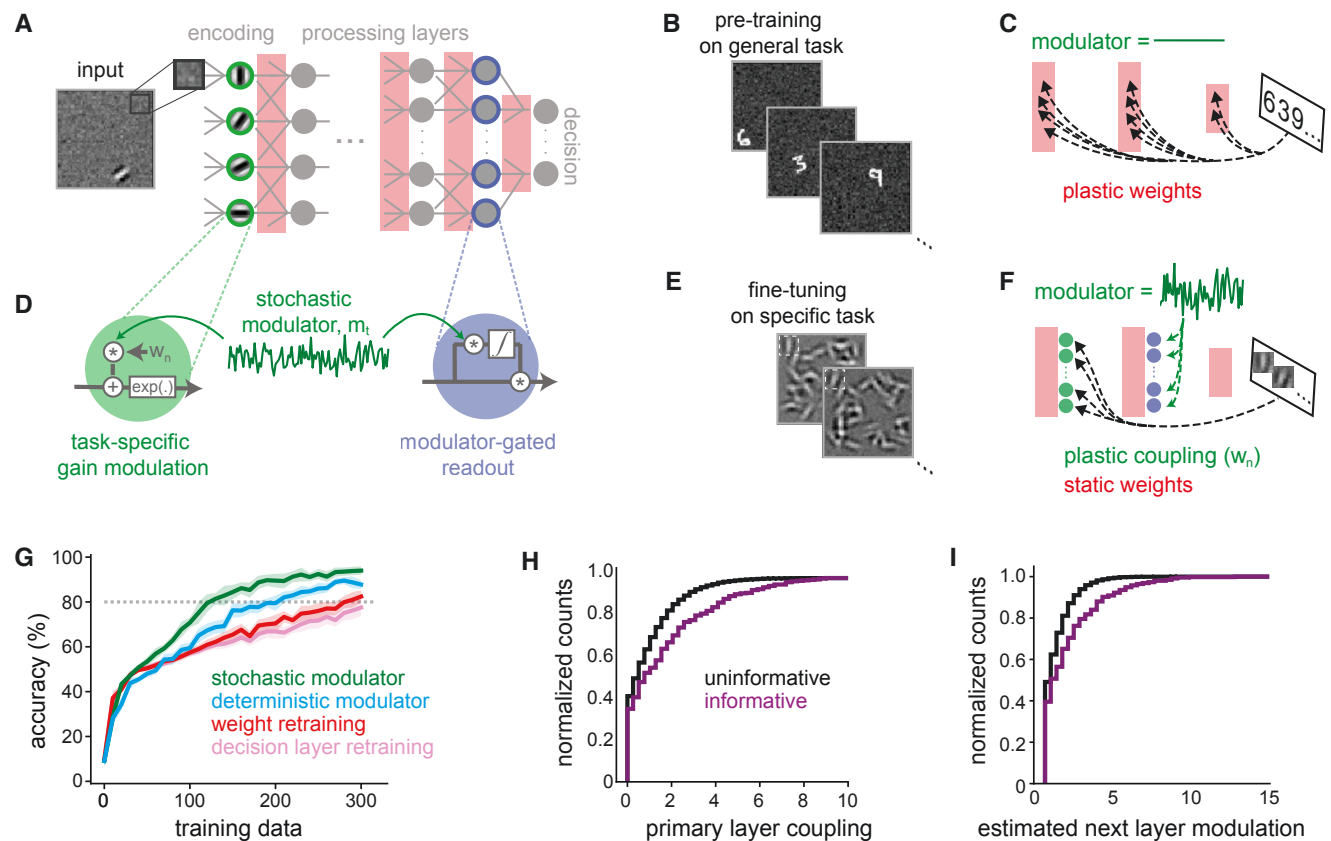 A
encoding
processing layers
input
...
decision
B
pre-training
on general task
6
3
9
...
C
modulator =
639...
plastic weights
D
stochastic
modulator, m_t
*
w_n
+
exp(.)
*
∫
*
task-specific
gain modulation
modulator-gated
readout
E
fine-tuning
on specific task
...
F
modulator =
...
plastic coupling (w_n)
static weights
G
accuracy (%)
100
80
60
40
20
0
0
100
200
300
training data
stochastic modulator
deterministic modulator
weight retraining
decision layer retraining
H
normalized counts
1.0
0.8
0.6
0.4
0.2
0
0
2
4
6
8
10
primary layer coupling
uninformative
informative
I
normalized counts
1.0
0.8
0.6
0.4
0.2
0
0
5
10
15
estimated next layer modulation